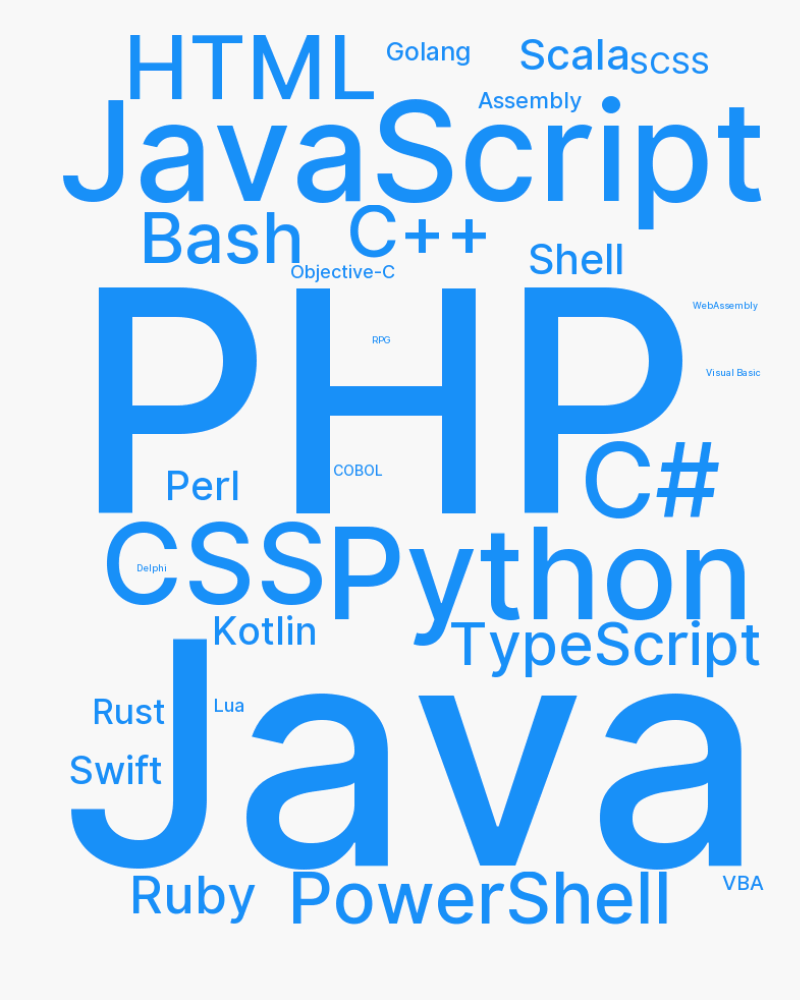 HTML
Golang
Scala
SCSS
Assembly
JavaScript
Bash
C++
Shell
Objective-C
WebAssembly
PHP
RPG
Visual Basic
COBOL
Perl
C#
CSS
Python
Delphi
Kotlin
TypeScript
Java
Rust
Lua
Swift
Ruby
PowerShell
VBA